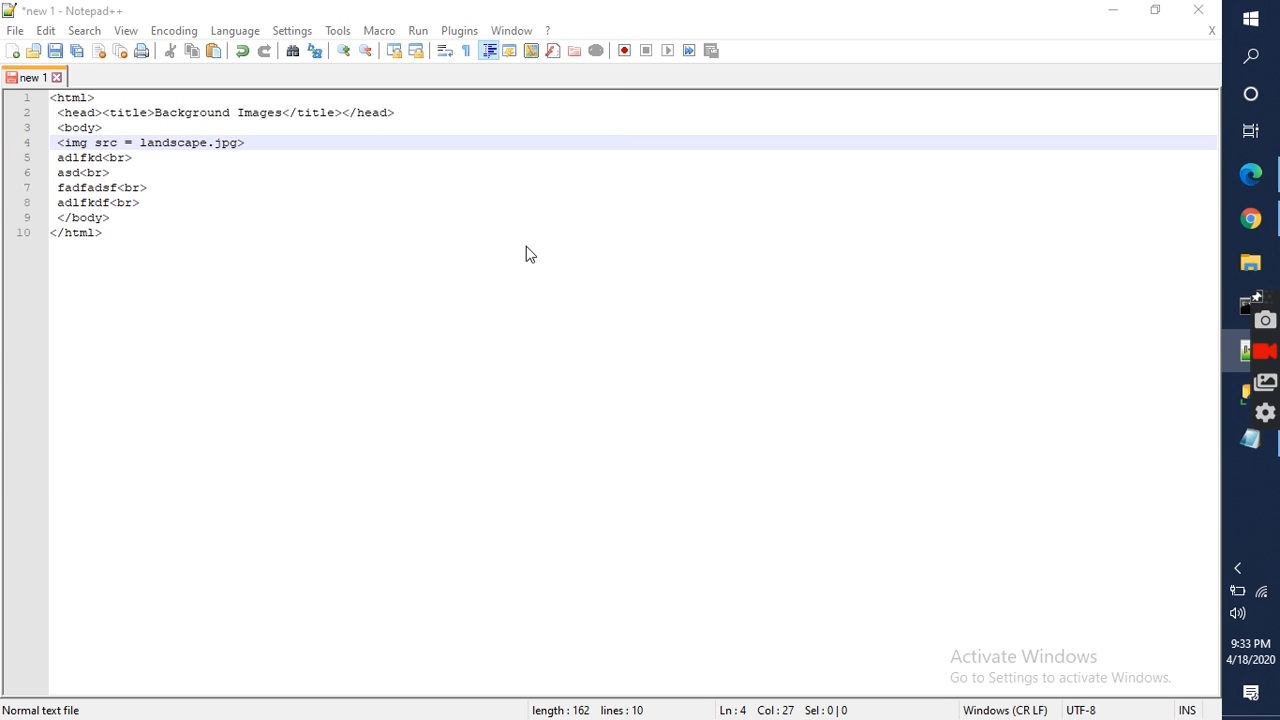 *new 1 - Notepad++
File Edit Search View Encoding Language Settings Tools Macro Run Plugins Window ? X
new 1
1 <html>
2 <head><title>Background Images</title></head>
3 <body>
4 <img src = landscape.jpg>
5 adlfkd<br>
6 asd<br>
7 fadfadsf<br>
8 adlfkdf<br>
9 </body>
10 </html>
Activate Windows
Go to Settings to activate Windows.
9:33 PM
4/18/2020
Normal text file length : 162 lines : 10 Ln : 4 Col : 27 Sel : 0 | 0 Windows (CR LF) UTF-8 INS